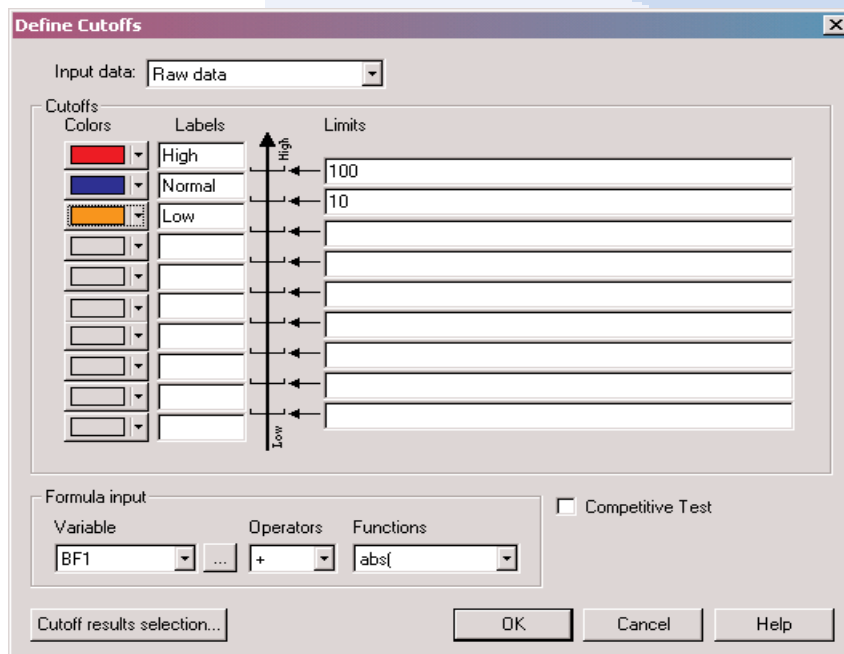 Define Cutoffs
Input data: Raw data
Cutoffs
Colors Labels Limits
High
High
100
Normal
10
Low
Low
Formula input
Variable Operators Functions
BF1 ... + abs(
Competitive Test
Cutoff results selection... OK Cancel Help